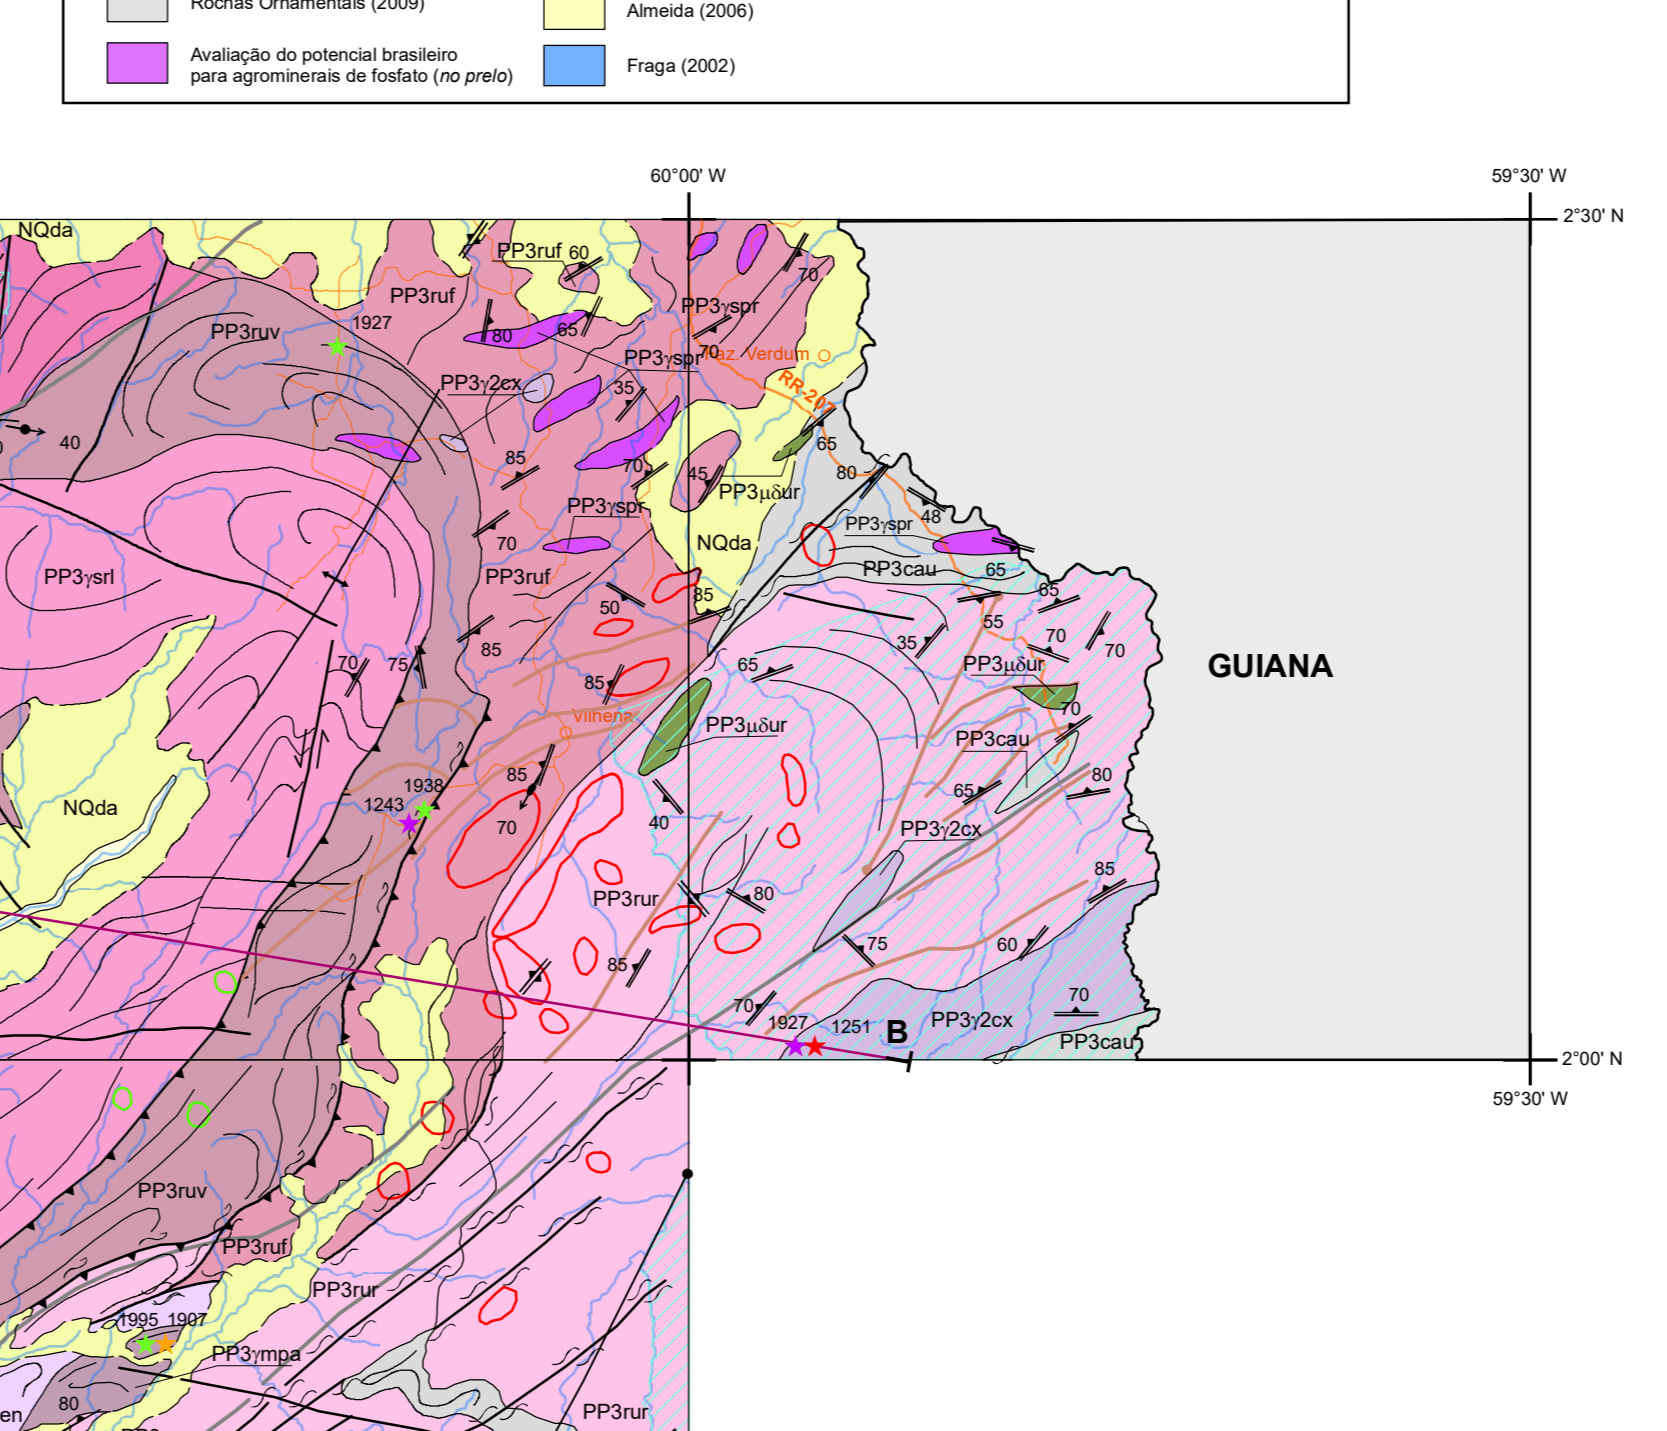 Rochas Ornamentais (2009)
Almeida (2006)
Avaliação do potencial brasileiro
para agrominerais de fosfato (no prelo)
Fraga (2002)
60°00' W
59°30' W
2°30' N
NQda
PP3ruf
60
PP3ruf
70
PP3γspr
PP3ruv
1927
80
65
PP3γspr
70
Faz. Verdum
PP3γ2cx
35
RR-207
40
65
85
70
45
80
PP3μδur
PP3γspr
48
PP3γspr
70
NQda
PP3γsrl
PP3ruf
PP3cau
65
65
50
85
55
35
70
70
85
70
75
65
PP3μδur
GUIANA
85
Vilhena
PP3μδur
70
PP3cau
85
80
1938
65
1243
NQda
40
70
PP3γ2cx
85
PP3rur
80
75
60
85
70
70
1927
1251
B
PP3γ2cx
PP3cau
2°00' N
59°30' W
PP3ruv
PP3ruf
PP3rur
1995
1907
PP3γmpa
80
en
PP3rur